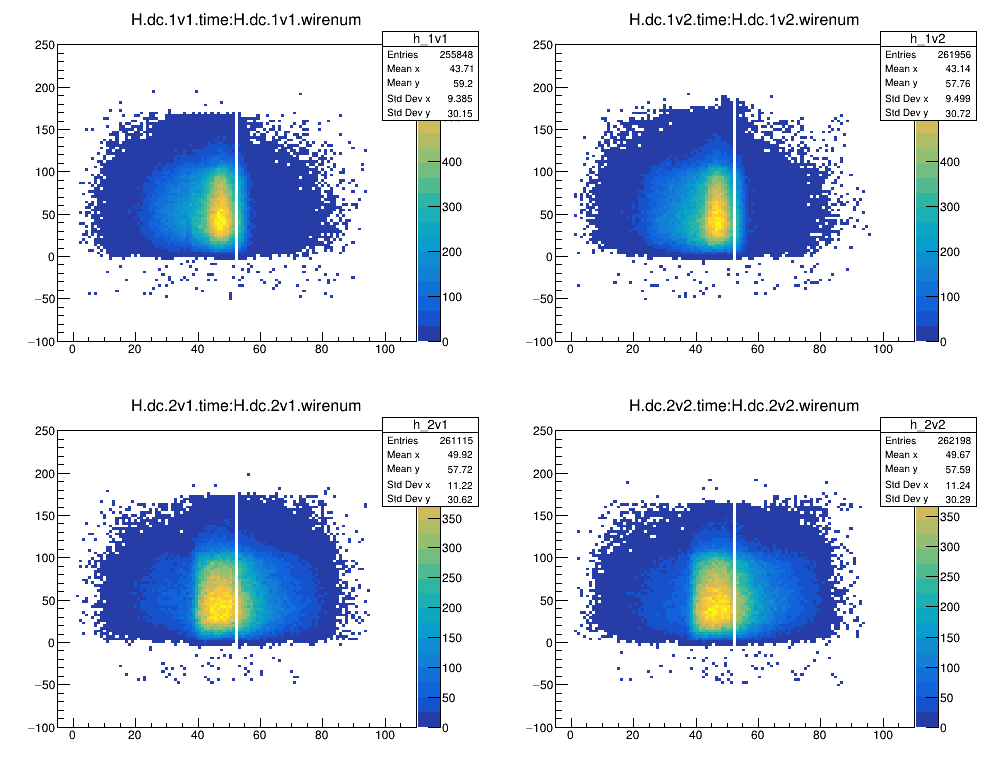 H.dc.1v1.time:H.dc.1v1.wirenum
h_1v1
Entries 255848
Mean x 43.71
Mean y 59.2
Std Dev x 9.385
Std Dev y 30.15
250
200
150
100
50
0
−50
−100
0 20 40 60 80 100
400
300
200
100
0
H.dc.1v2.time:H.dc.1v2.wirenum
h_1v2
Entries 261956
Mean x 43.14
Mean y 57.76
Std Dev x 9.499
Std Dev y 30.72
250
200
150
100
50
0
−50
−100
0 20 40 60 80 100
400
300
200
100
0
H.dc.2v1.time:H.dc.2v1.wirenum
h_2v1
Entries 261115
Mean x 49.92
Mean y 57.72
Std Dev x 11.22
Std Dev y 30.62
250
200
150
100
50
0
−50
−100
0 20 40 60 80 100
350
300
250
200
150
100
50
0
H.dc.2v2.time:H.dc.2v2.wirenum
h_2v2
Entries 262198
Mean x 49.67
Mean y 57.59
Std Dev x 11.24
Std Dev y 30.29
250
200
150
100
50
0
−50
−100
0 20 40 60 80 100
350
300
250
200
150
100
50
0